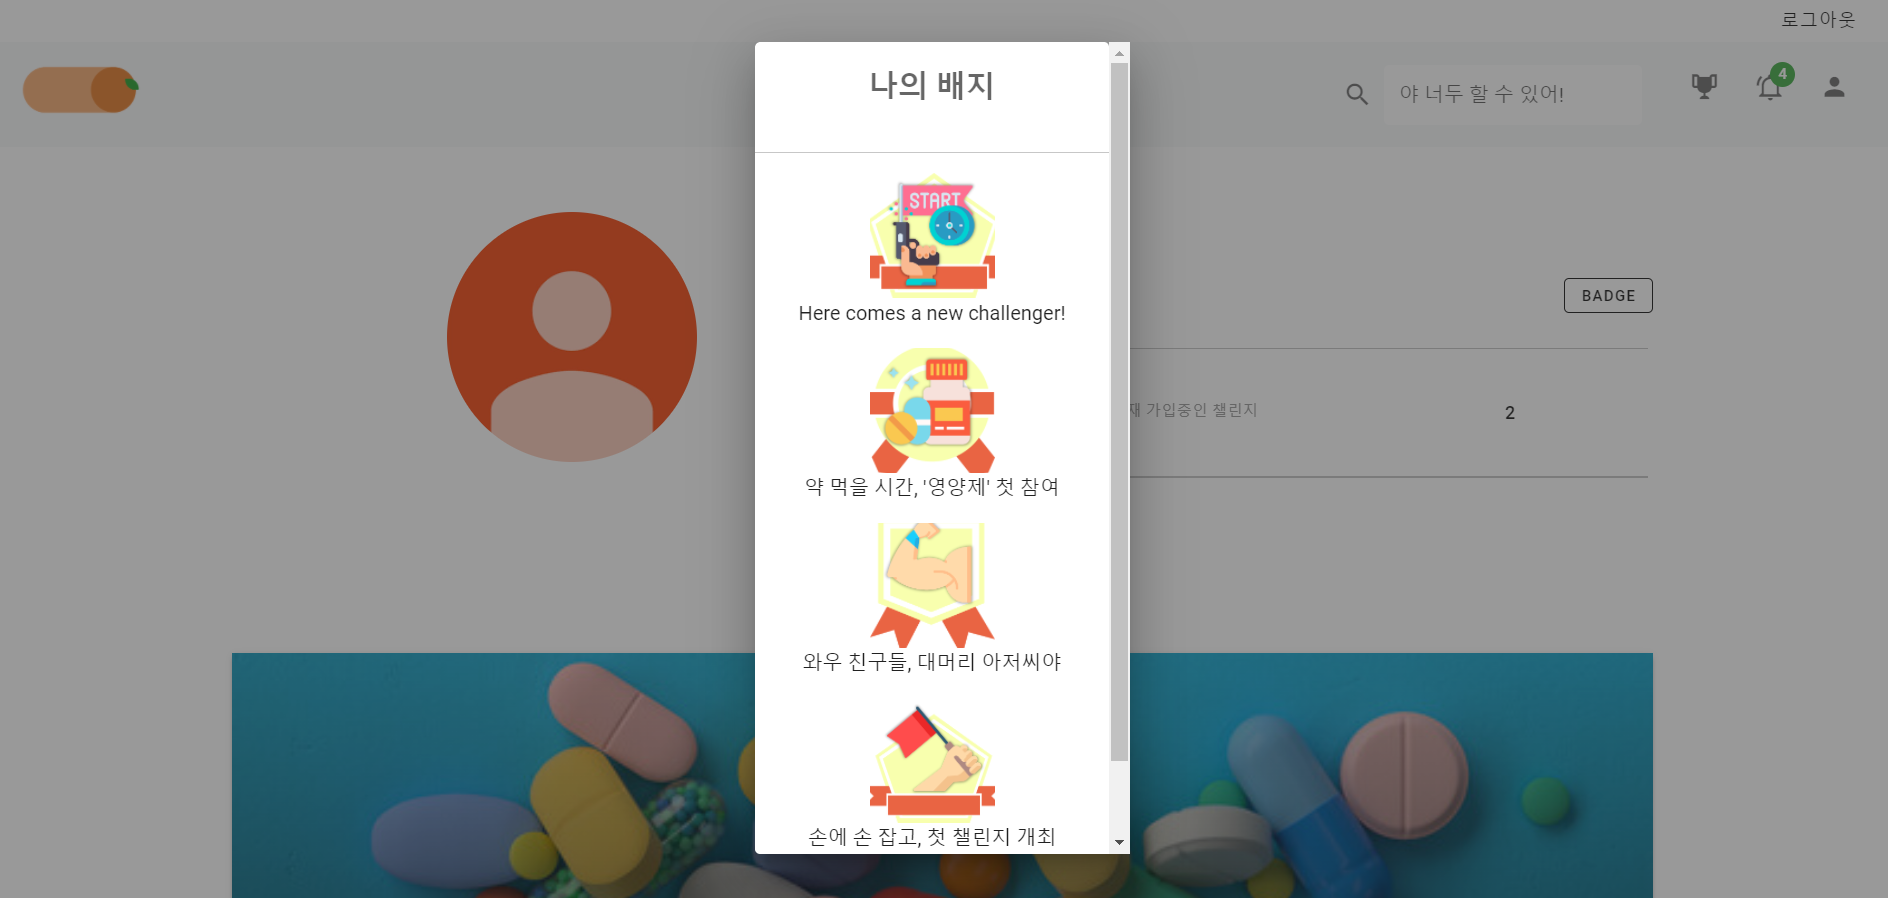 로그아웃
야 너두 할 수 있어!
4
나의 배지
START
Here comes a new challenger!
BADGE
약 먹을 시간, '영양제' 첫 참여
재 가입중인 챌린지
2
와우 친구들, 대머리 아저씨야
손에 손 잡고, 첫 챌린지 개최